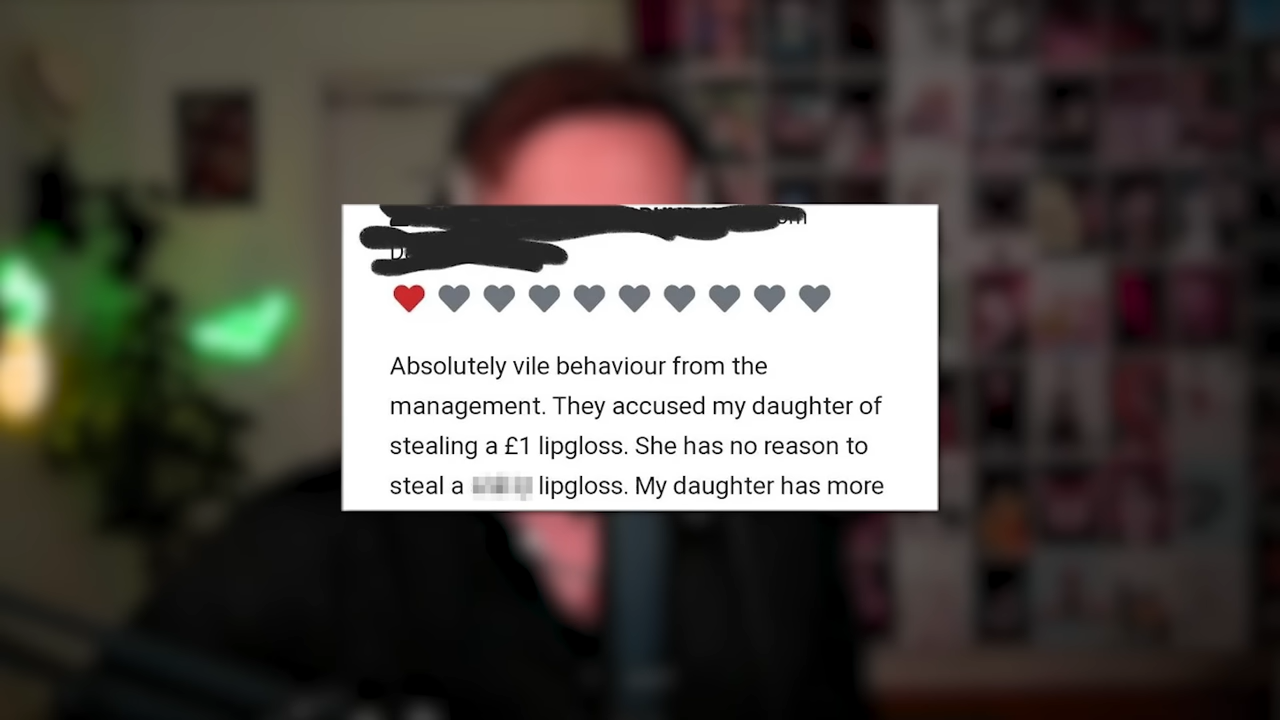 Absolutely vile behaviour from the
management. They accused my daughter of
stealing a £1 lipgloss. She has no reason to
steal a lipgloss. My daughter has more